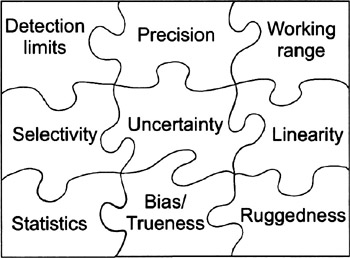 Detection
limits
Precision
Working
range
Selectivity
Uncertainty
Linearity
Statistics
Bias/
Trueness
Ruggedness